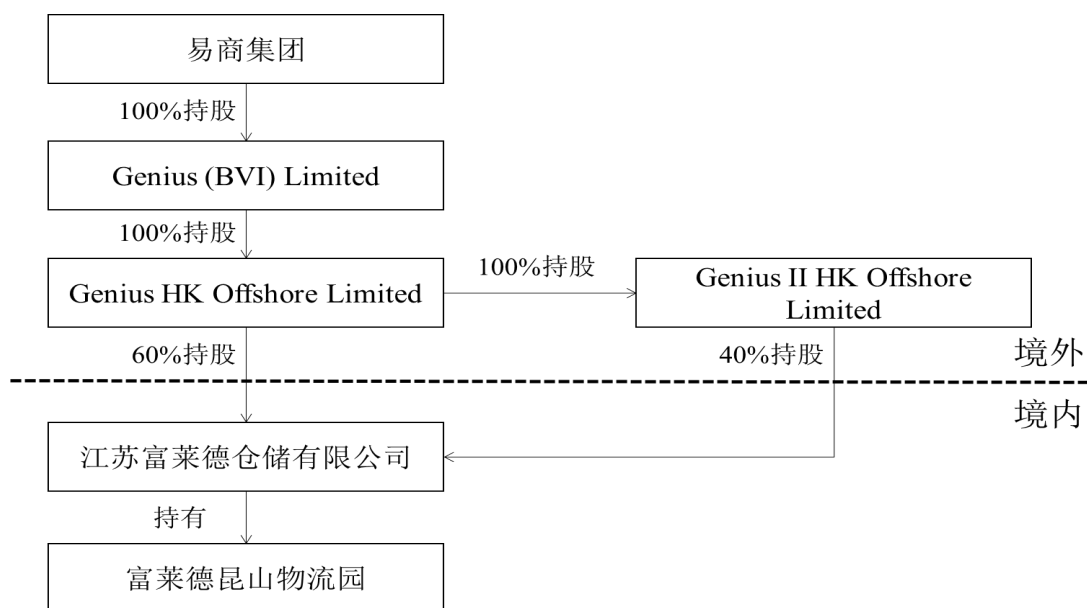 易商集团
100%持股
Genius (BVI) Limited
100%持股
Genius HK Offshore Limited
100%持股
Genius II HK Offshore
Limited
60%持股
40%持股
境外
境内
江苏富莱德仓储有限公司
持有
富莱德昆山物流园